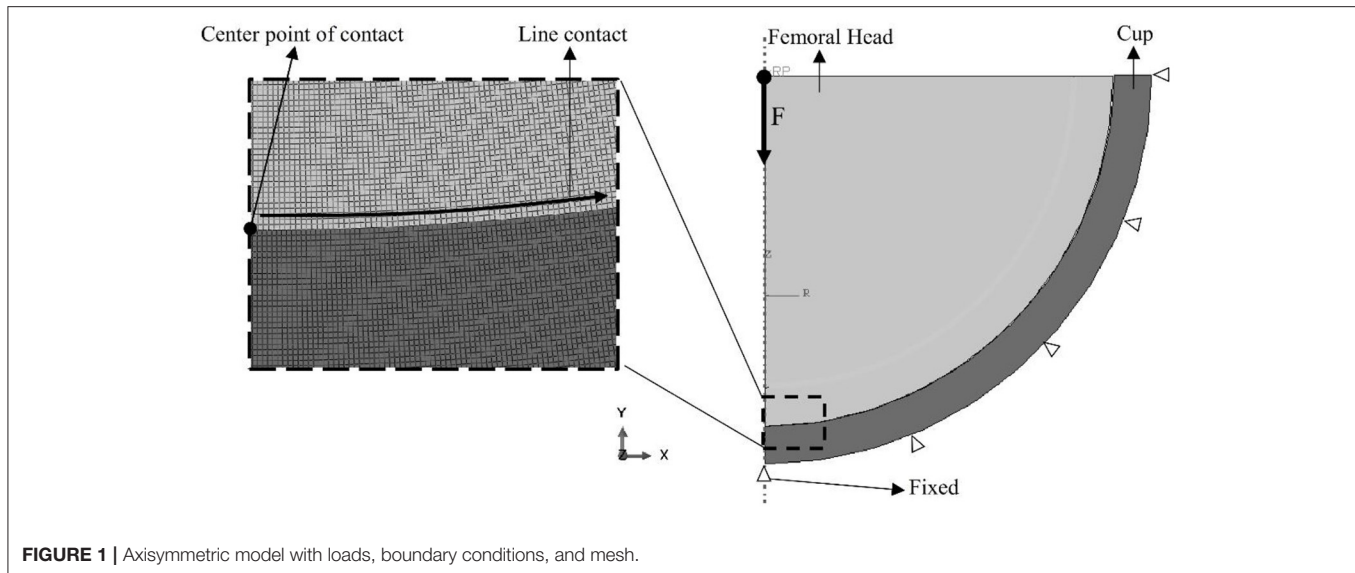 Center point of contact
Line contact
Femoral Head
Cup
RP
F
Z
R
Y
Z
X
Fixed
FIGURE 1 | Axisymmetric model with loads, boundary conditions, and mesh.